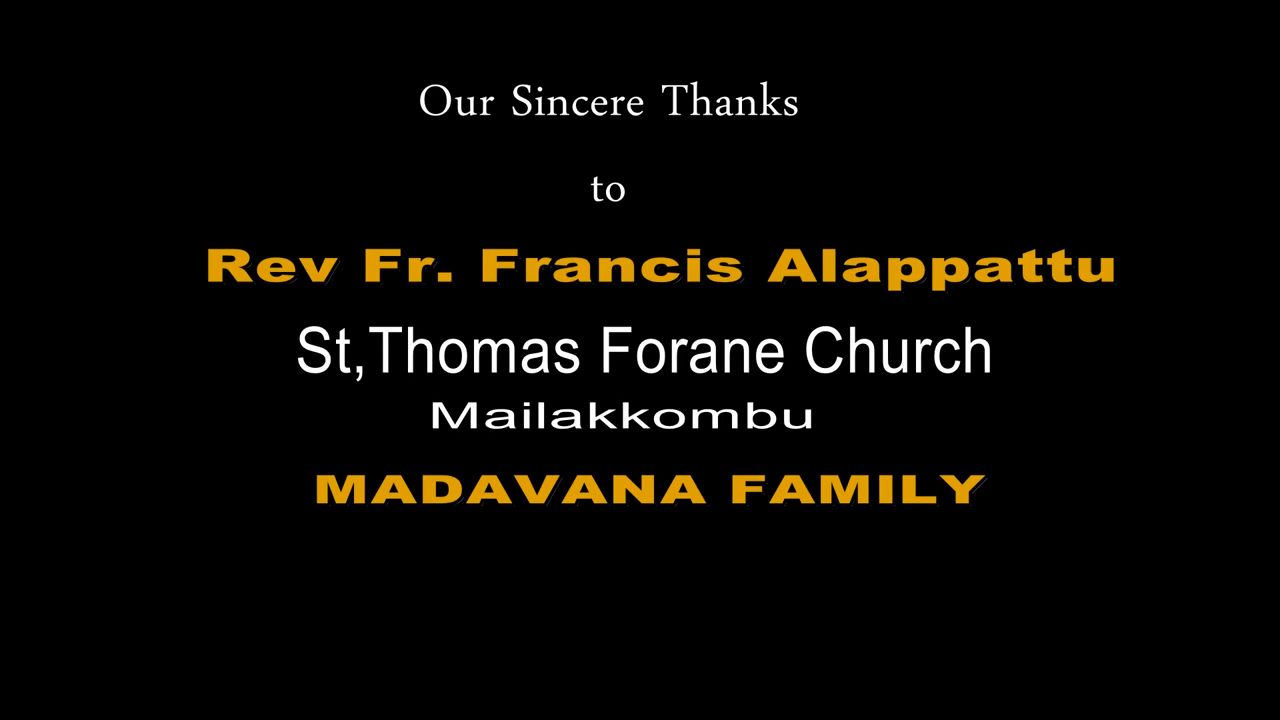 Our Sincere Thanks
to
Rev Fr. Francis Alappattu
St,Thomas Forane Church
Mailakkombu
MADAVANA FAMILY